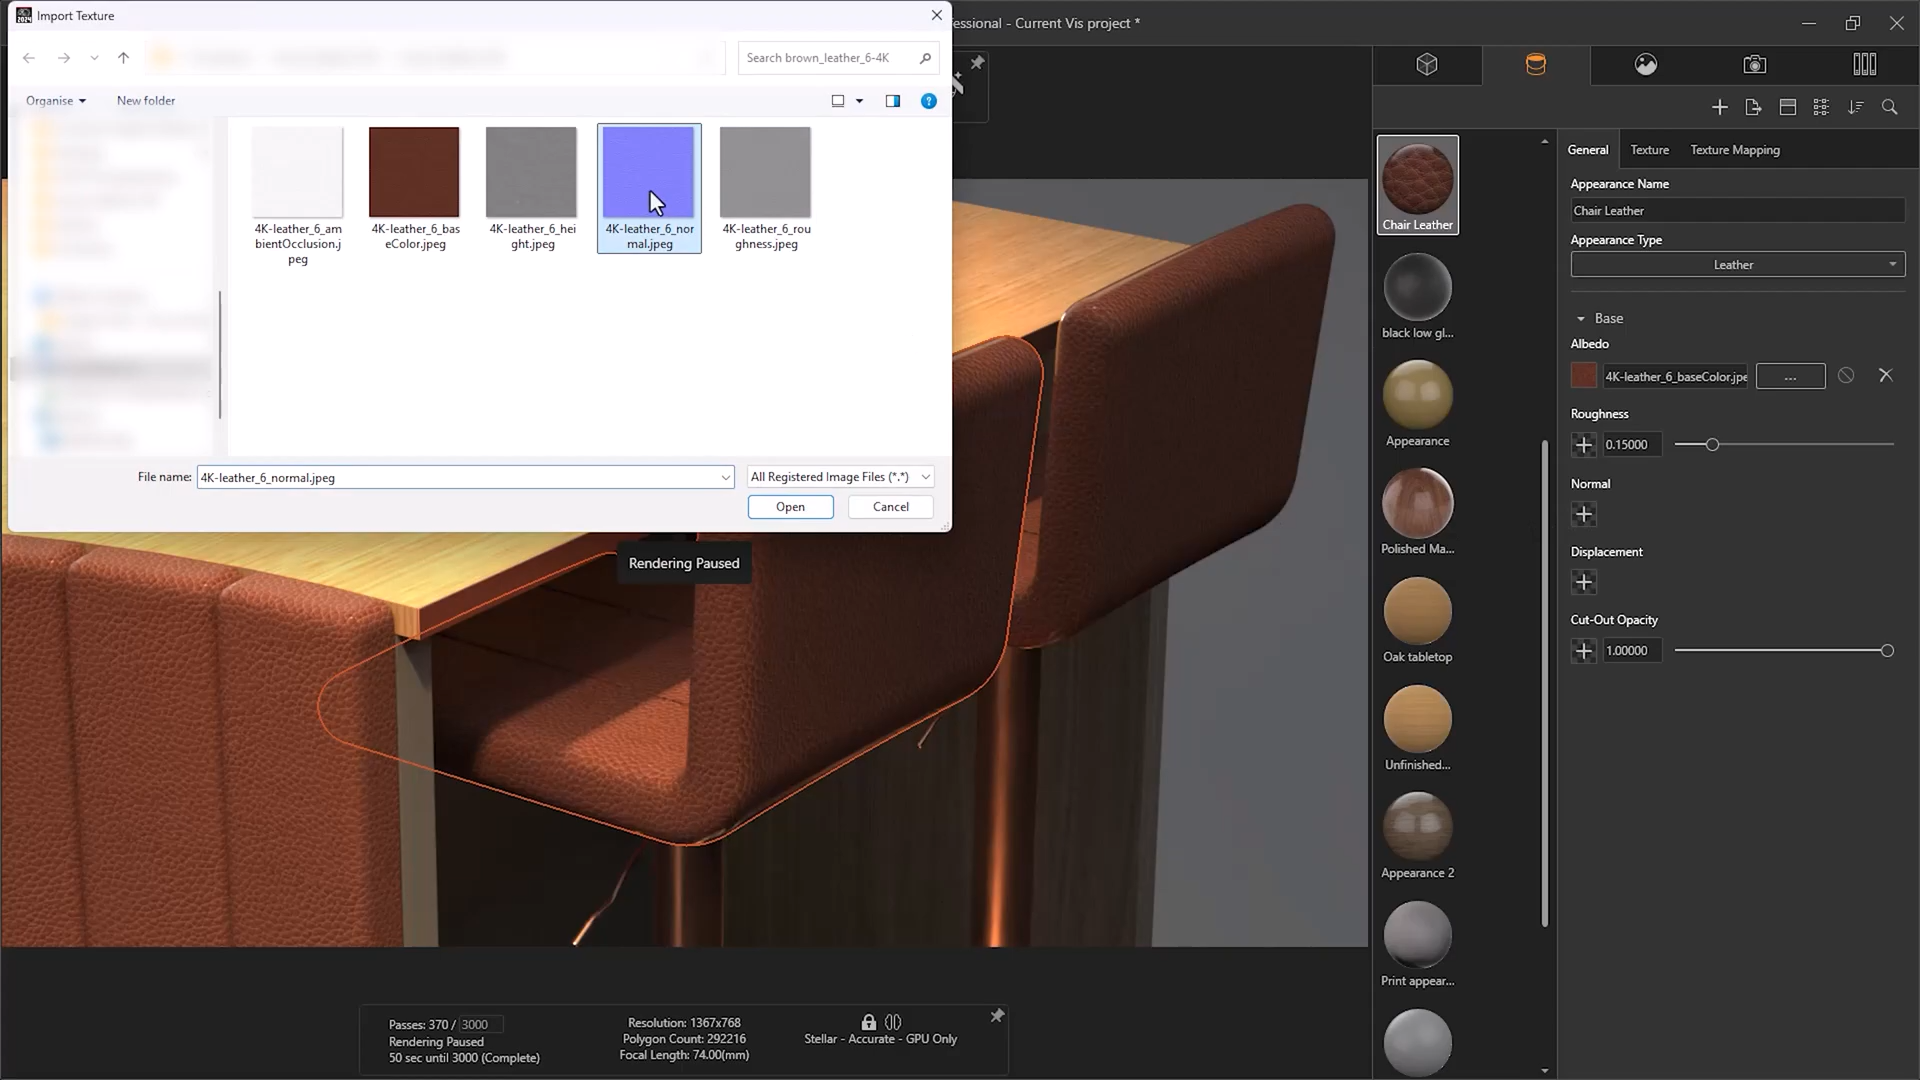 Import Texture
essional - Current Vis project *
Search brown_leather_6-4K
Organise
New folder
4K-leather_6_am
bientOcclusion.j
peg
4K-leather_6_bas
eColor.jpeg
4K-leather_6_hei
ght.jpeg
4K-leather_6_nor
mal.jpeg
4K-leather_6_rou
ghness.jpeg
File name:
4K-leather_6_normal.jpeg
All Registered Image Files (*.*)
Open
Cancel
Rendering Paused
Passes: 370 / 3000
Rendering Paused
50 sec until 3000 (Complete)
Resolution: 1367x768
Polygon Count: 292216
Focal Length: 74.00(mm)
Stellar - Accurate - GPU Only
Chair Leather
black low gl...
Appearance
Polished Ma...
Oak tabletop
Unfinished...
Appearance 2
Print appear...
General
Texture
Texture Mapping
Appearance Name
Chair Leather
Appearance Type
Leather
Base
Albedo
4K-leather_6_baseColor.jpe
...
Roughness
0.15000
Normal
Displacement
Cut-Out Opacity
1.00000